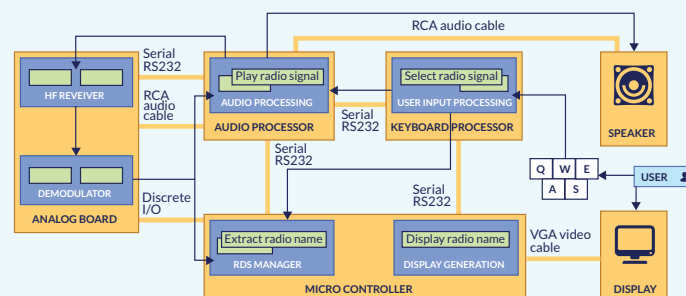 RCA audio cable
Serial
RS232
HF REVEIVER
Play radio signal
AUDIO PROCESSING
Select radio signal
USER INPUT PROCESSING
RCA
audio
cable
AUDIO PROCESSOR
Serial
RS232
KEYBOARD PROCESSOR
SPEAKER
Serial
RS232
Q W E
A S
USER
DEMODULATOR
Discrete
I/O
Serial
RS232
ANALOG BOARD
Extract radio name
RDS MANAGER
Display radio name
DISPLAY GENERATION
VGA video
cable
MICRO CONTROLLER
DISPLAY